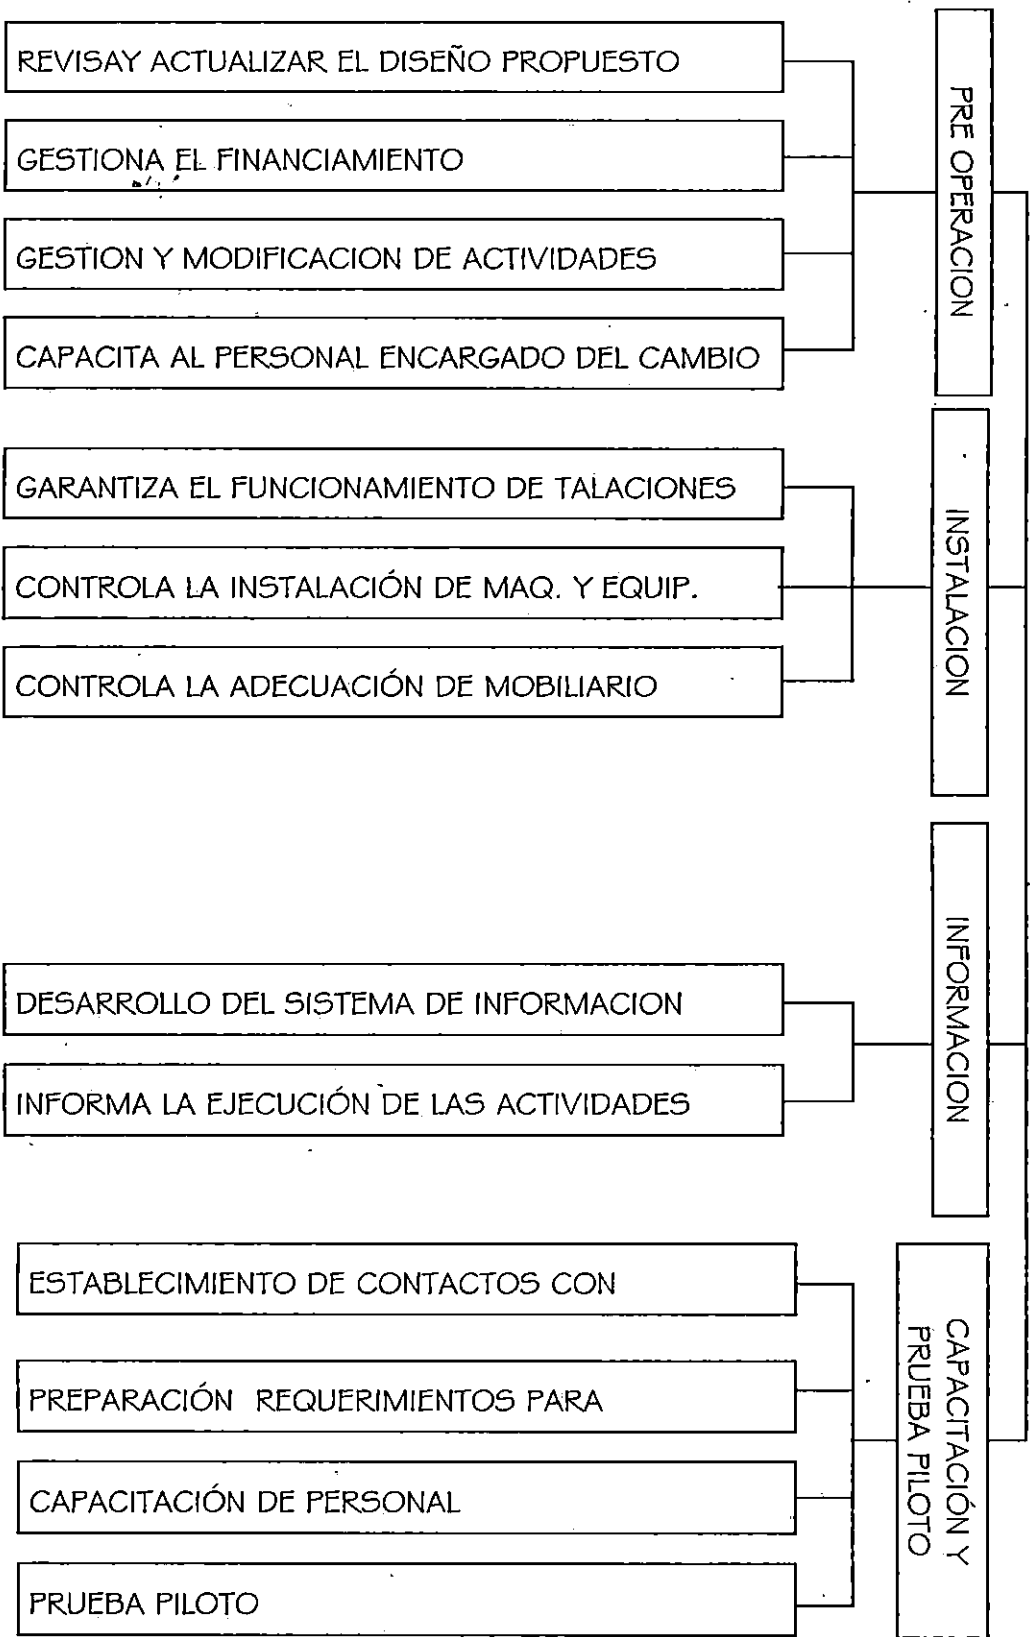 PRE OPERACION
REVISAY ACTUALIZAR EL DISEÑO PROPUESTO
GESTIONA EL FINANCIAMIENTO
GESTION Y MODIFICACION DE ACTIVIDADES
CAPACITA AL PERSONAL ENCARGADO DEL CAMBIO
INSTALACION
GARANTIZA EL FUNCIONAMIENTO DE TALACIONES
CONTROLA LA INSTALACIÓN DE MAQ. Y EQUIP.
CONTROLA LA ADECUACIÓN DE MOBILIARIO
INFORMACION
DESARROLLO DEL SISTEMA DE INFORMACION
INFORMA LA EJECUCIÓN DE LAS ACTIVIDADES
CAPACITACIÓN Y
PRUEBA PILOTO
ESTABLECIMIENTO DE CONTACTOS CON
PREPARACIÓN REQUERIMIENTOS PARA
CAPACITACIÓN DE PERSONAL
PRUEBA PILOTO